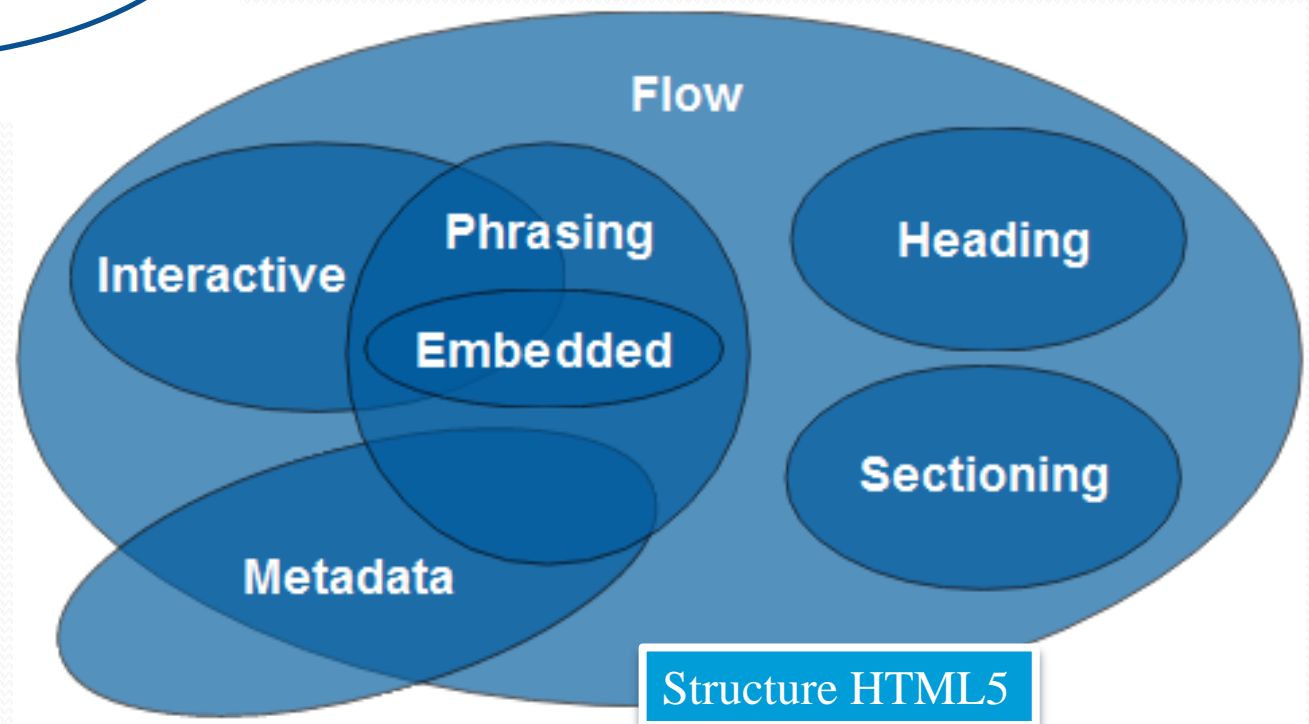 Flow
Phrasing
Heading
Interactive
Embedded
Sectioning
Metadata
Structure HTML5